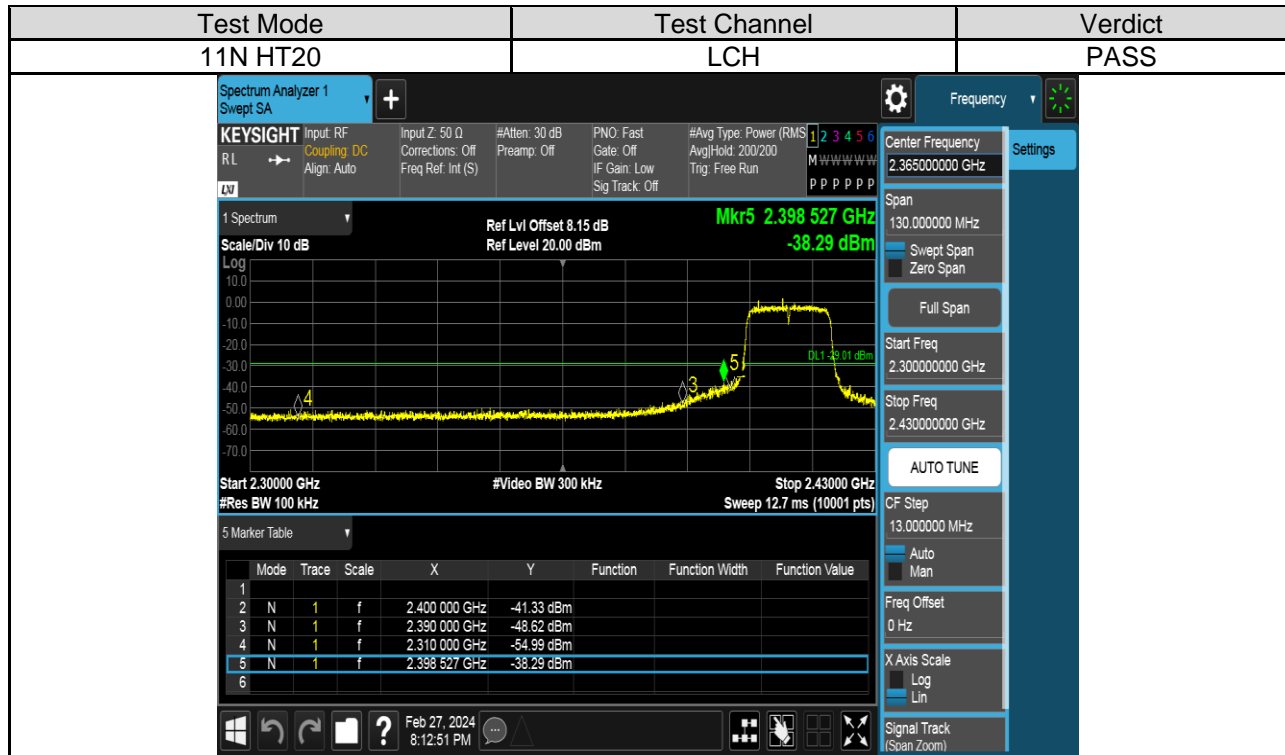 Test Mode Test Channel Verdict
11N HT20 LCH PASS
Spectrum Analyzer 1
Swept SA
+
Frequency
KEYSIGHT Input: RF Input Z: 50 Ω #Atten: 30 dB PNO: Fast #Avg Type: Power (RMS 1 2 3 4 5 6
RL Coupling: DC Corrections: Off Preamp: Off Gate: Off Avg|Hold: 200/200 M W W W W W
Align: Auto Freq Ref: Int (S) IF Gain: Low Trig: Free Run
LXI Sig Track: Off P P P P P P
1 Spectrum
Ref Lvl Offset 8.15 dB Mkr5 2.398 527 GHz
Scale/Div 10 dB Ref Level 20.00 dBm -38.29 dBm
Log
10.0
0.00
-10.0
-20.0
DL1 -29.01 dBm
-30.0
5
-40.0
3
4
-50.0
-60.0
-70.0
Start 2.30000 GHz #Video BW 300 kHz Stop 2.43000 GHz
#Res BW 100 kHz Sweep 12.7 ms (10001 pts)
5 Marker Table
Mode Trace Scale X Y Function Function Width Function Value
1
2 N 1 f 2.400 000 GHz -41.33 dBm
3 N 1 f 2.390 000 GHz -48.62 dBm
4 N 1 f 2.310 000 GHz -54.99 dBm
5 N 1 f 2.398 527 GHz -38.29 dBm
6
Feb 27, 2024
8:12:51 PM
?
Center Frequency
2.365000000 GHz
Settings
Span
130.000000 MHz
Swept Span
Zero Span
Full Span
Start Freq
2.300000000 GHz
Stop Freq
2.430000000 GHz
AUTO TUNE
CF Step
13.000000 MHz
Auto
Man
Freq Offset
0 Hz
X Axis Scale
Log
Lin
Signal Track
(Span Zoom)